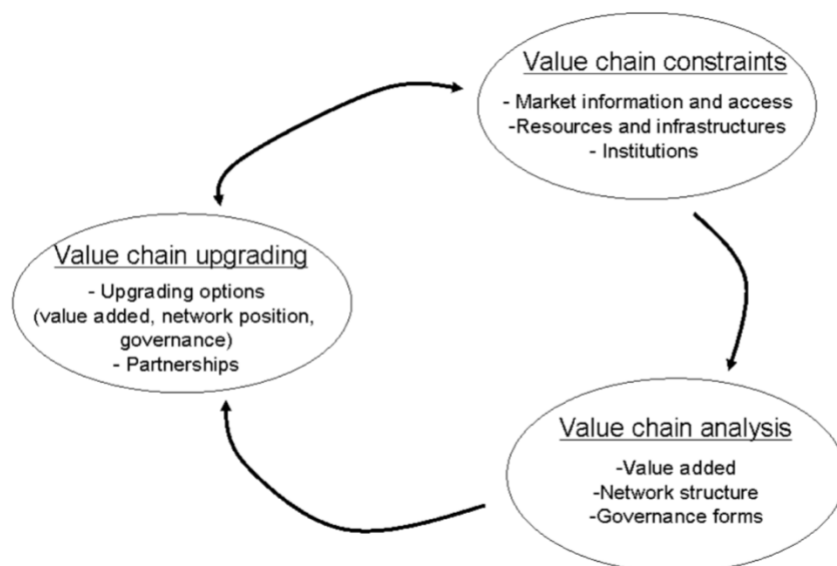 Value chain constraints
- Market information and access
-Resources and infrastructures
- Institutions
Value chain upgrading
- Upgrading options
(value added, network position,
governance)
- Partnerships
Value chain analysis
-Value added
-Network structure
-Governance forms